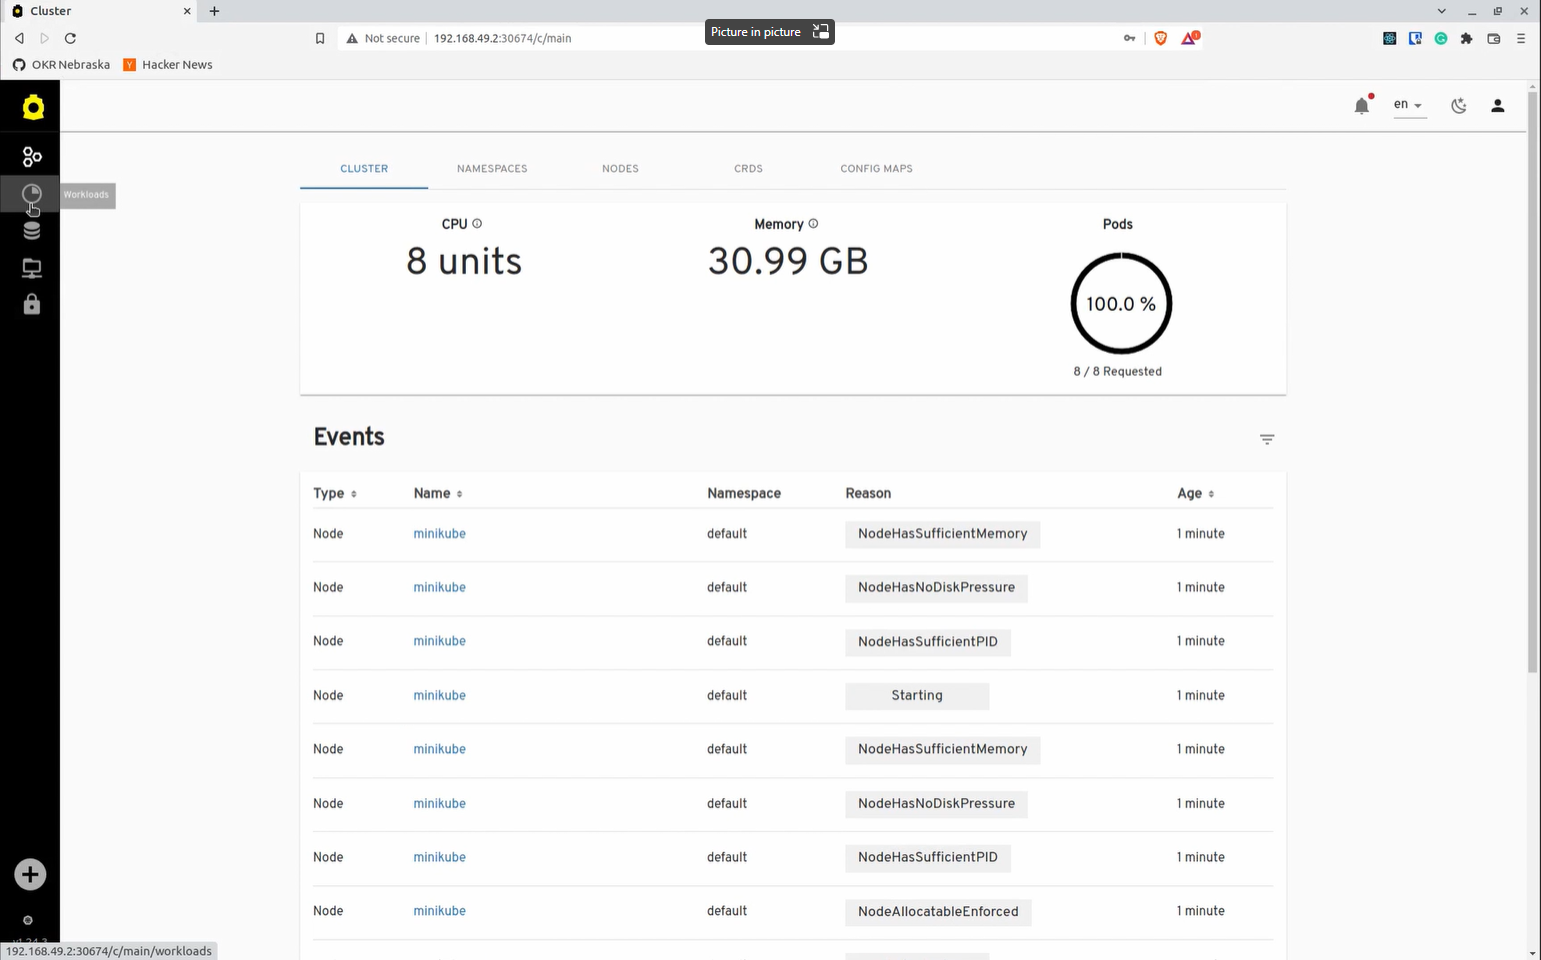 Cluster
Picture in picture
Not secure
192.168.49.2:30674/c/main
OKR Nebraska
Hacker News
en
Workloads
CLUSTER
NAMESPACES
NODES
CRDS
CONFIG MAPS
CPU
8 units
Memory
30.99 GB
Pods
100.0 %
8 / 8 Requested
Events
Type Name Namespace Reason Age
Node minikube default NodeHasSufficientMemory 1 minute
Node minikube default NodeHasNoDiskPressure 1 minute
Node minikube default NodeHasSufficientPID 1 minute
Node minikube default Starting 1 minute
Node minikube default NodeHasSufficientMemory 1 minute
Node minikube default NodeHasNoDiskPressure 1 minute
Node minikube default NodeHasSufficientPID 1 minute
Node minikube default NodeAllocatableEnforced 1 minute
192.168.49.2:30674/c/main/workloads